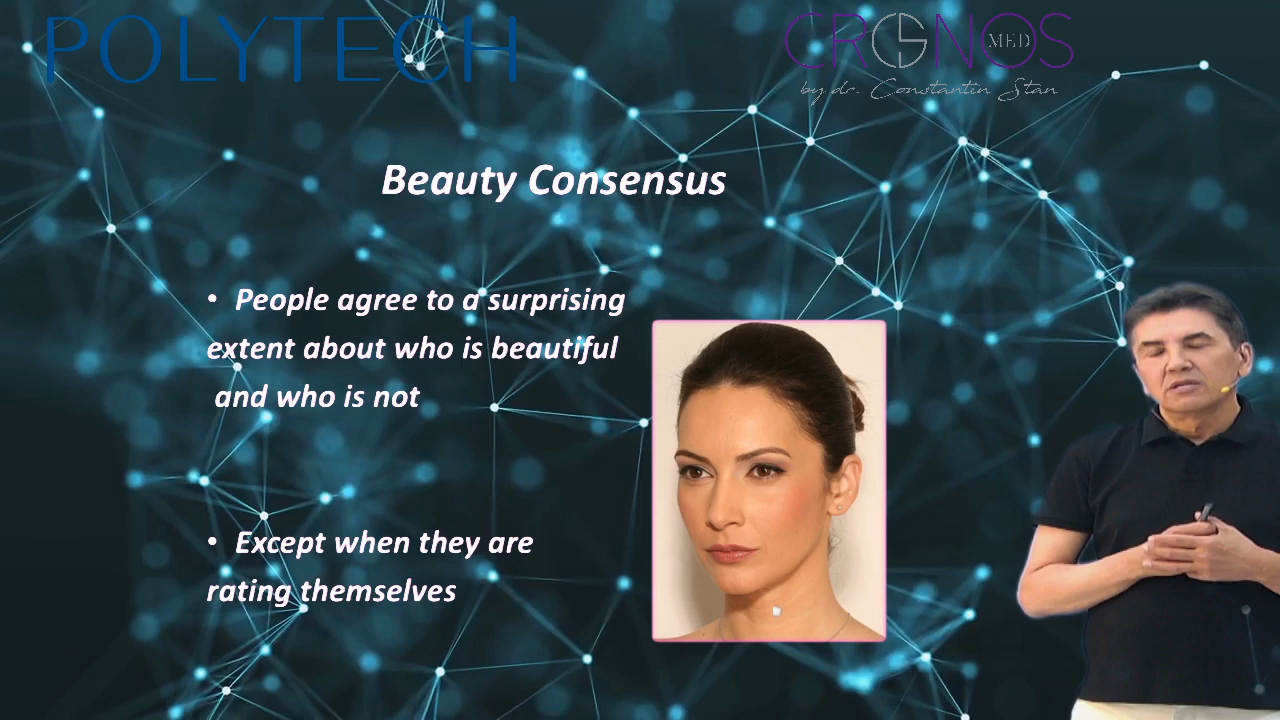 POLYTECH
CRONOS MED
by dr. Constantin Stan
Beauty Consensus
• People agree to a surprising
extent about who is beautiful
and who is not
• Except when they are
rating themselves